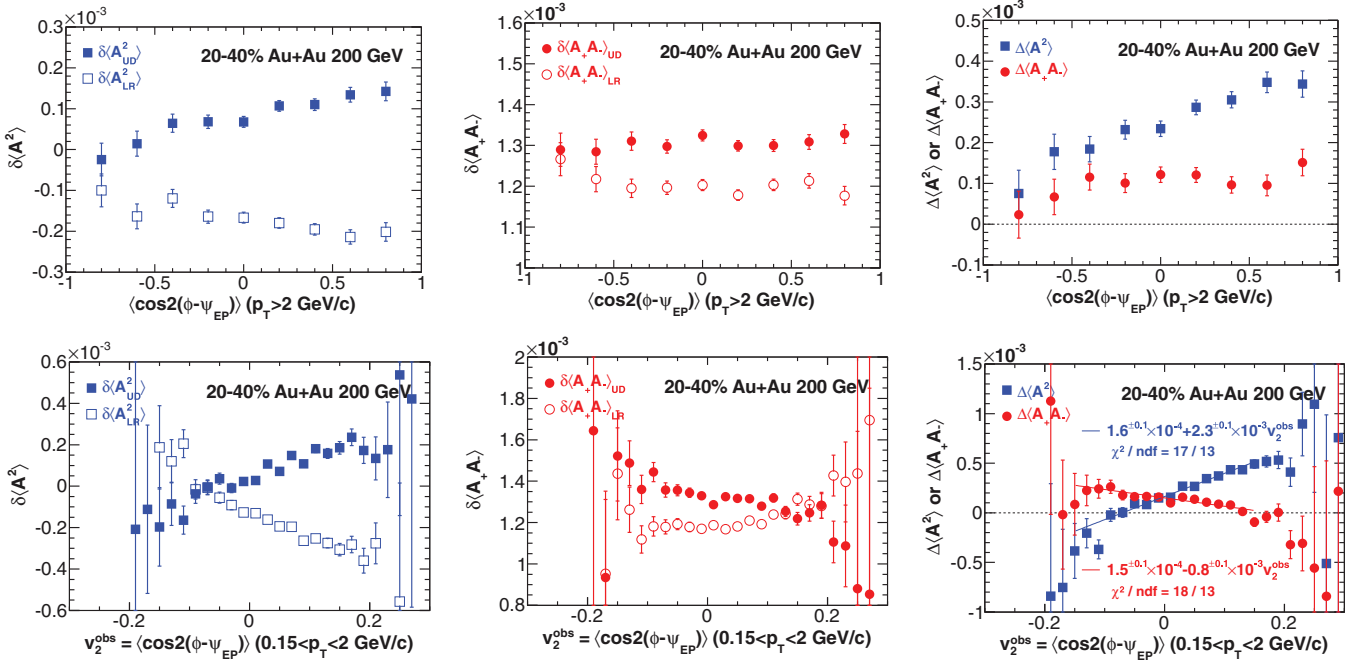 ×10⁻³
0.3
0.2
0.1
0
-0.1
-0.2
-0.3
-1 -0.5 0 0.5 1
δ⟨A²⟩
δ⟨A²_UD⟩
δ⟨A²_LR⟩
20-40% Au+Au 200 GeV
⟨cos2(ϕ-ψ_EP)⟩ (p_T>2 GeV/c)
×10⁻³
1.6
1.5
1.4
1.3
1.2
1.1
1
-1 -0.5 0 0.5 1
δ⟨A₊A₋⟩
δ⟨A₊A₋⟩_UD
δ⟨A₊A₋⟩_LR
20-40% Au+Au 200 GeV
⟨cos2(ϕ-ψ_EP)⟩ (p_T>2 GeV/c)
×10⁻³
0.5
0.4
0.3
0.2
0.1
0
-0.1
-1 -0.5 0 0.5 1
Δ⟨A²⟩ or Δ⟨A₊A₋⟩
Δ⟨A²⟩
Δ⟨A₊A₋⟩
20-40% Au+Au 200 GeV
⟨cos2(ϕ-ψ_EP)⟩ (p_T>2 GeV/c)
×10⁻³
0.6
0.4
0.2
0
-0.2
-0.4
-0.6
-0.2 0 0.2
δ⟨A²⟩
δ⟨A²_UD⟩
δ⟨A²_LR⟩
20-40% Au+Au 200 GeV
v₂^obs = ⟨cos2(ϕ-ψ_EP)⟩ (0.15<p_T<2 GeV/c)
×10⁻³
2
1.8
1.6
1.4
1.2
1
0.8
-0.2 0 0.2
δ⟨A₊A₋⟩
δ⟨A₊A₋⟩_UD
δ⟨A₊A₋⟩_LR
20-40% Au+Au 200 GeV
v₂^obs = ⟨cos2(ϕ-ψ_EP)⟩ (0.15<p_T<2 GeV/c)
×10⁻³
1.5
1
0.5
0
-0.5
-1
-0.2 0 0.2
Δ⟨A²⟩ or Δ⟨A₊A₋⟩
Δ⟨A²⟩
Δ⟨A₊A₋⟩
20-40% Au+Au 200 GeV
1.6^±0.1×10⁻⁴+2.3^±0.1×10⁻³v₂^obs
χ² / ndf = 17 / 13
1.5^±0.1×10⁻⁴-0.8^±0.1×10⁻³v₂^obs
χ² / ndf = 18 / 13
v₂^obs = ⟨cos2(ϕ-ψ_EP)⟩ (0.15<p_T<2 GeV/c)